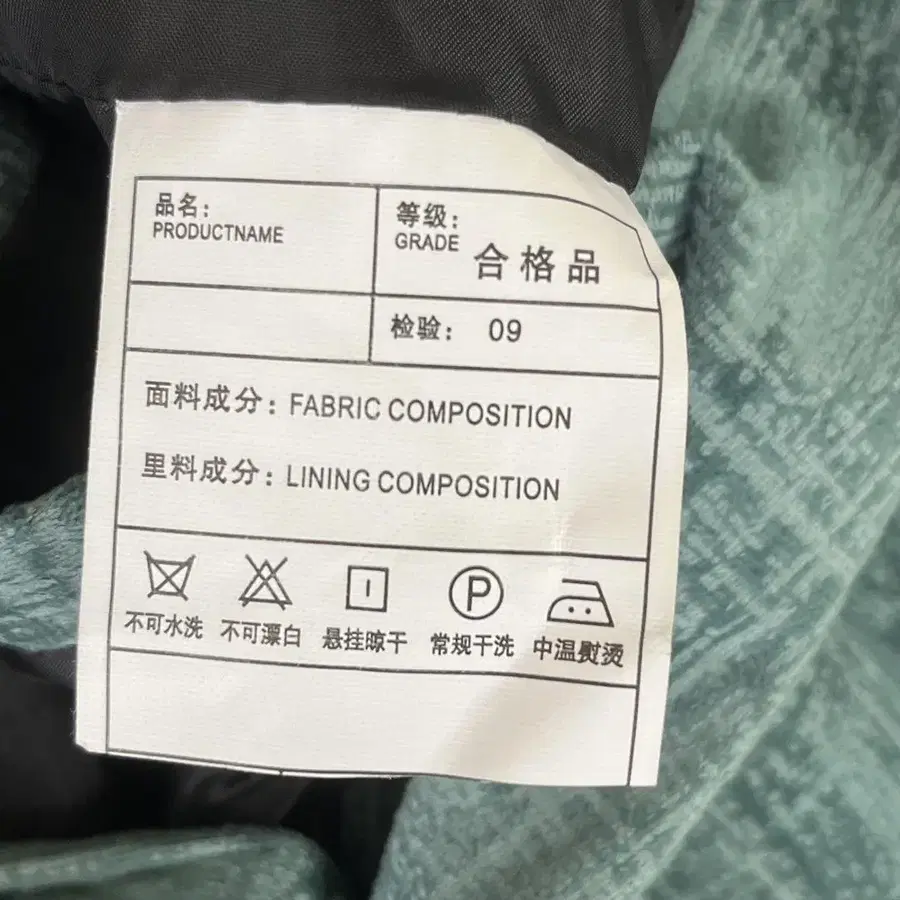 品名:
PRODUCTNAME
等级:
GRADE 合格品
检验: 09
面料成分: FABRIC COMPOSITION
里料成分: LINING COMPOSITION
P
不可水洗 不可漂白 悬挂晾干 常规干洗 中温熨烫